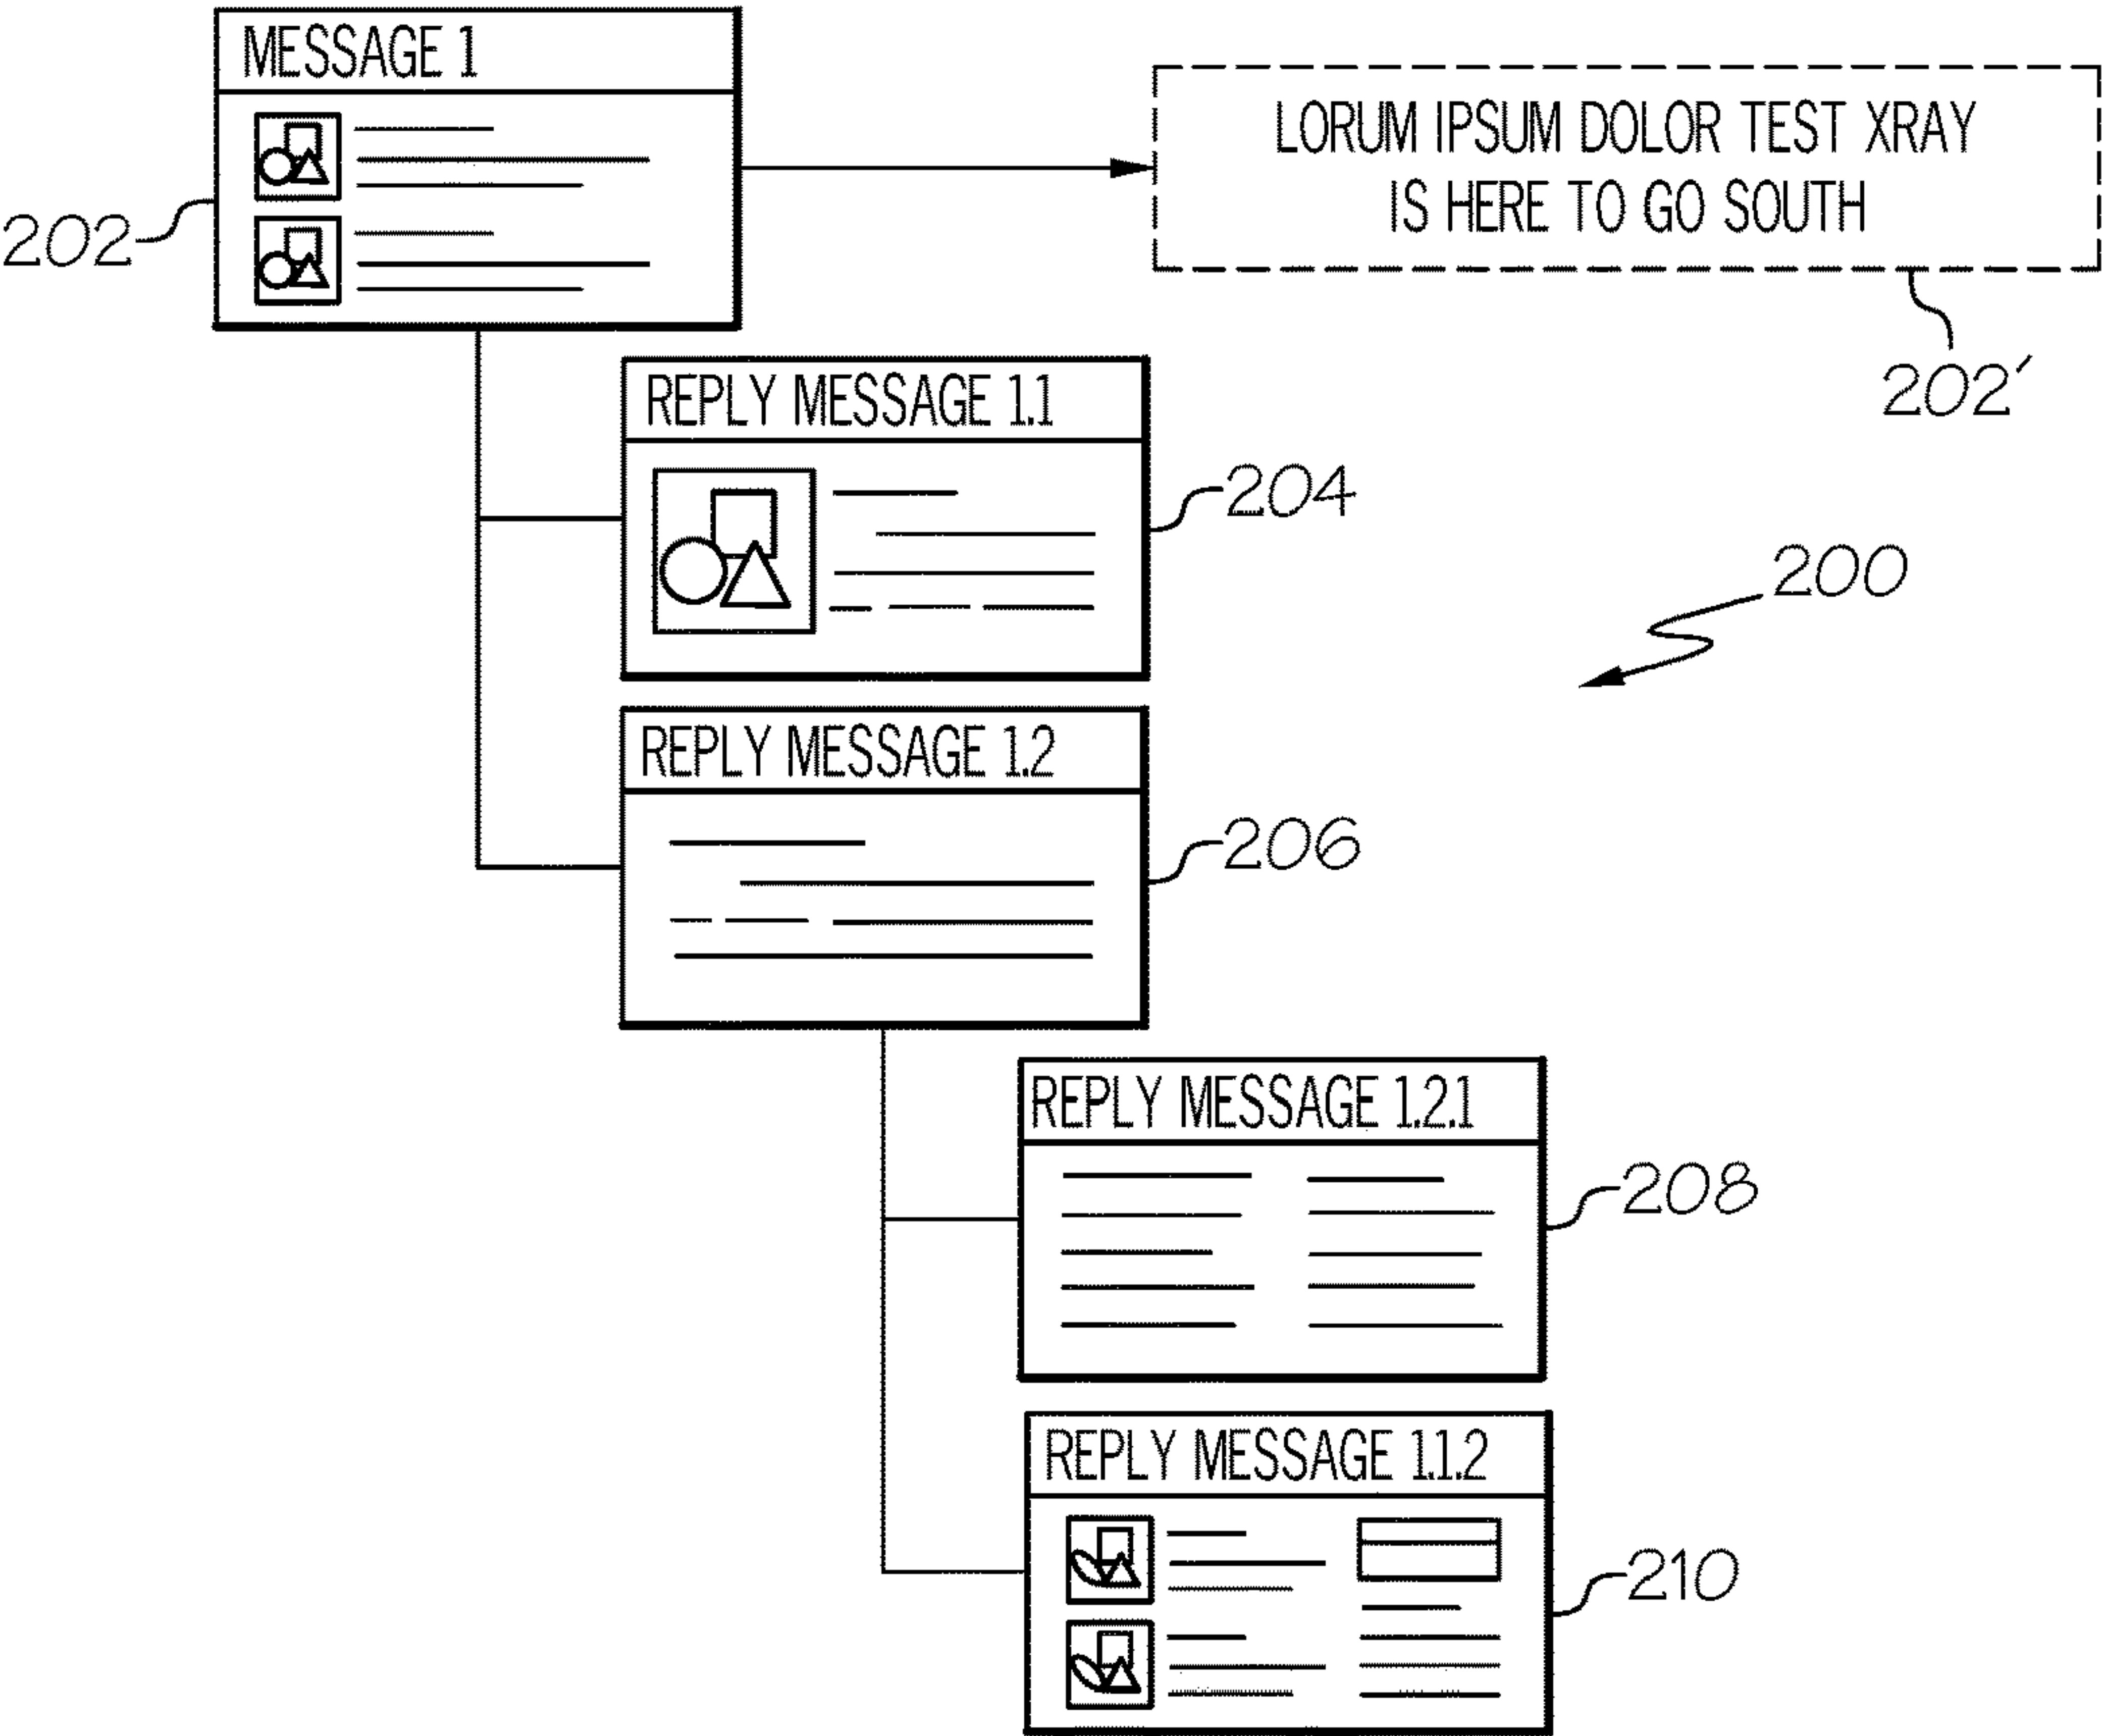 MESSAGE 1
LORUM IPSUM DOLOR TEST XRAY
IS HERE TO GO SOUTH
202
202′
REPLY MESSAGE 1.1
204
200
REPLY MESSAGE 1.2
206
REPLY MESSAGE 1.2.1
208
REPLY MESSAGE 1.1.2
210